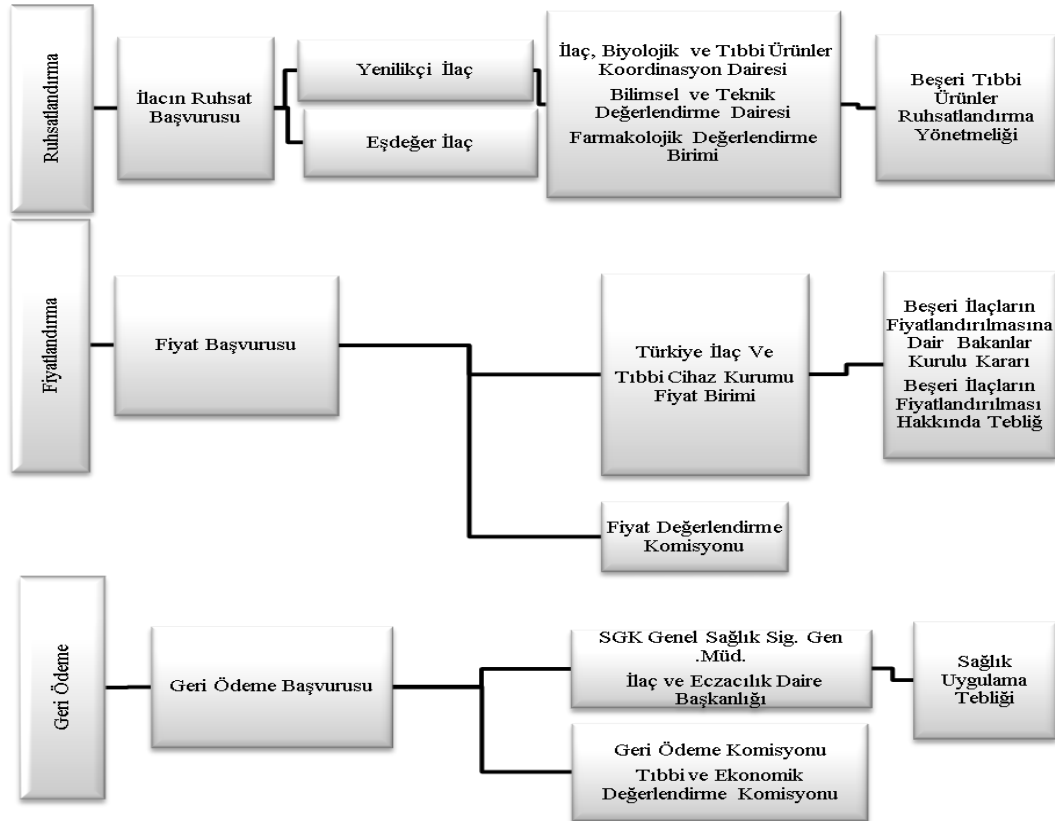 Ruhsatlandırma
İlacın Ruhsat
Başvurusu
Yenilikçi İlaç
Eşdeğer İlaç
İlaç, Biyolojik ve Tıbbi Ürünler
Koordinasyon Dairesi
Bilimsel ve Teknik
Değerlendirme Dairesi
Farmakolojik Değerlendirme
Birimi
Beşeri Tıbbi
Ürünler
Ruhsatlandırma
Yönetmeliği
Fiyatlandırma
Fiyat Başvurusu
Türkiye İlaç Ve
Tıbbi Cihaz Kurumu
Fiyat Birimi
Fiyat Değerlendirme
Komisyonu
Beşeri İlaçların
Fiyatlandırılmasına
Dair Bakanlar
Kurulu Kararı
Beşeri İlaçların
Fiyatlandırılması
Hakkında Tebliğ
Geri Ödeme
Geri Ödeme Başvurusu
SGK Genel Sağlık Sig. Gen
.Müd.
İlaç ve Eczacılık Daire
Başkanlığı
Geri Ödeme Komisyonu
Tıbbi ve Ekonomik
Değerlendirme Komisyonu
Sağlık
Uygulama
Tebliği